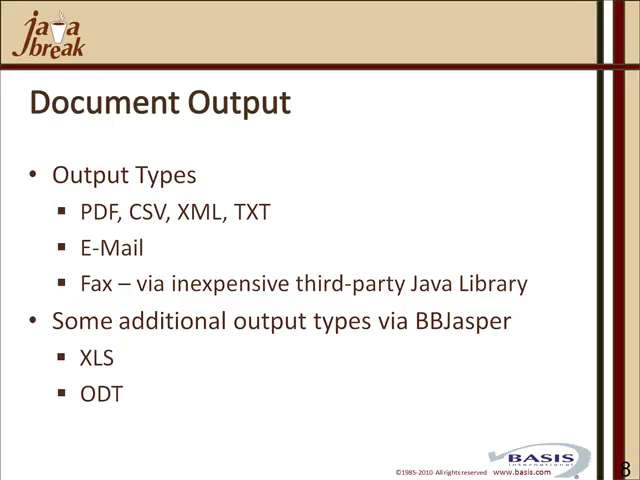 java
break
Document Output
• Output Types
▪ PDF, CSV, XML, TXT
▪ E-Mail
▪ Fax – via inexpensive third-party Java Library
• Some additional output types via BBJasper
▪ XLS
▪ ODT
BASIS
international
©1985-2010 All rights reserved www.basis.com
8